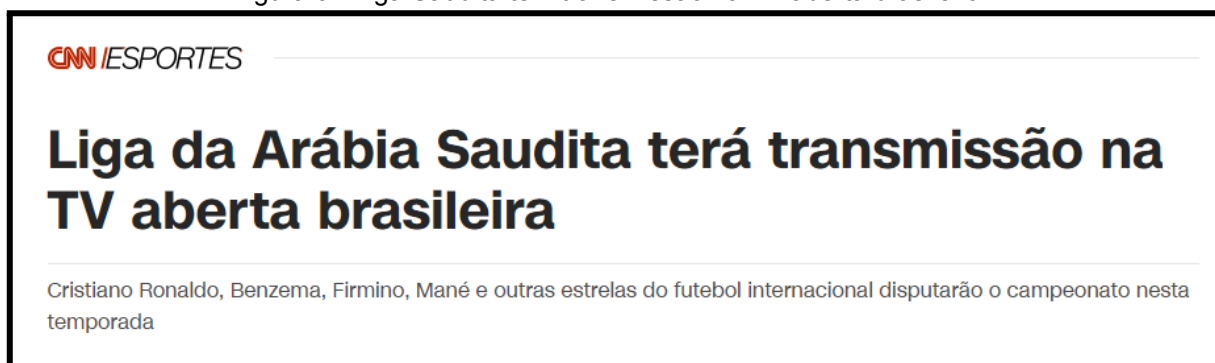 CNN /ESPORTES
Liga da Arábia Saudita terá transmissão na
TV aberta brasileira
Cristiano Ronaldo, Benzema, Firmino, Mané e outras estrelas do futebol internacional disputarão o campeonato nesta
temporada